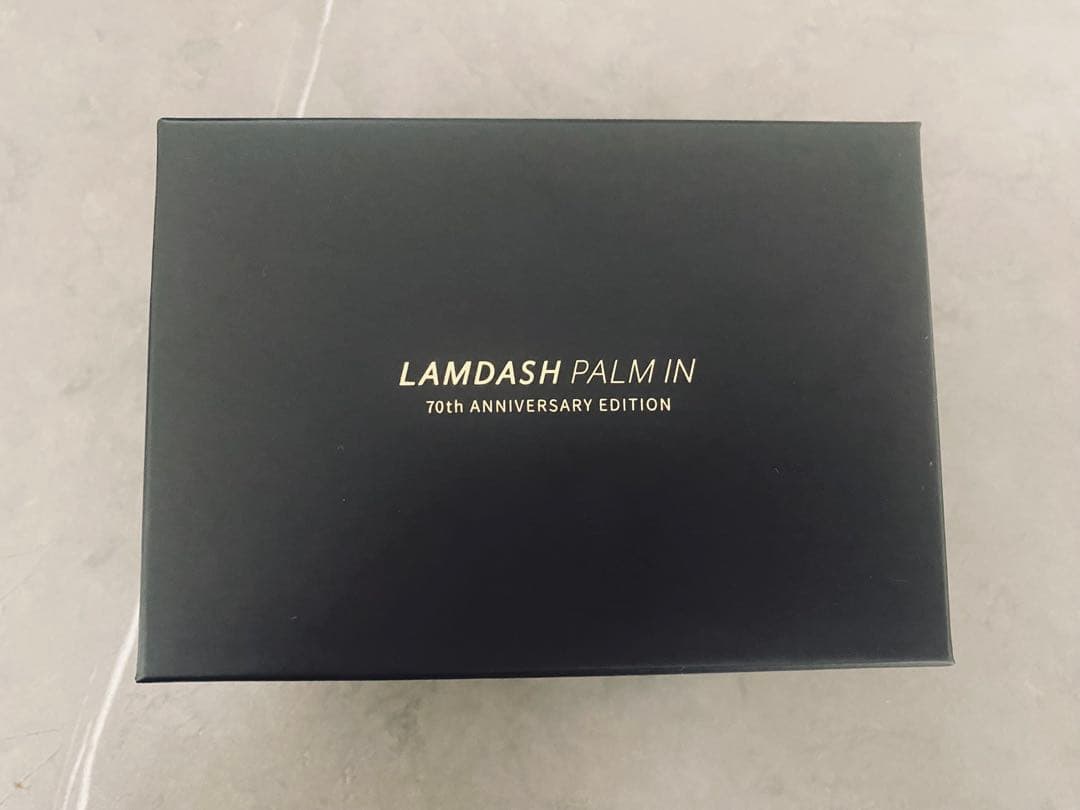 LAMDASH PALM IN
70th ANNIVERSARY EDITION